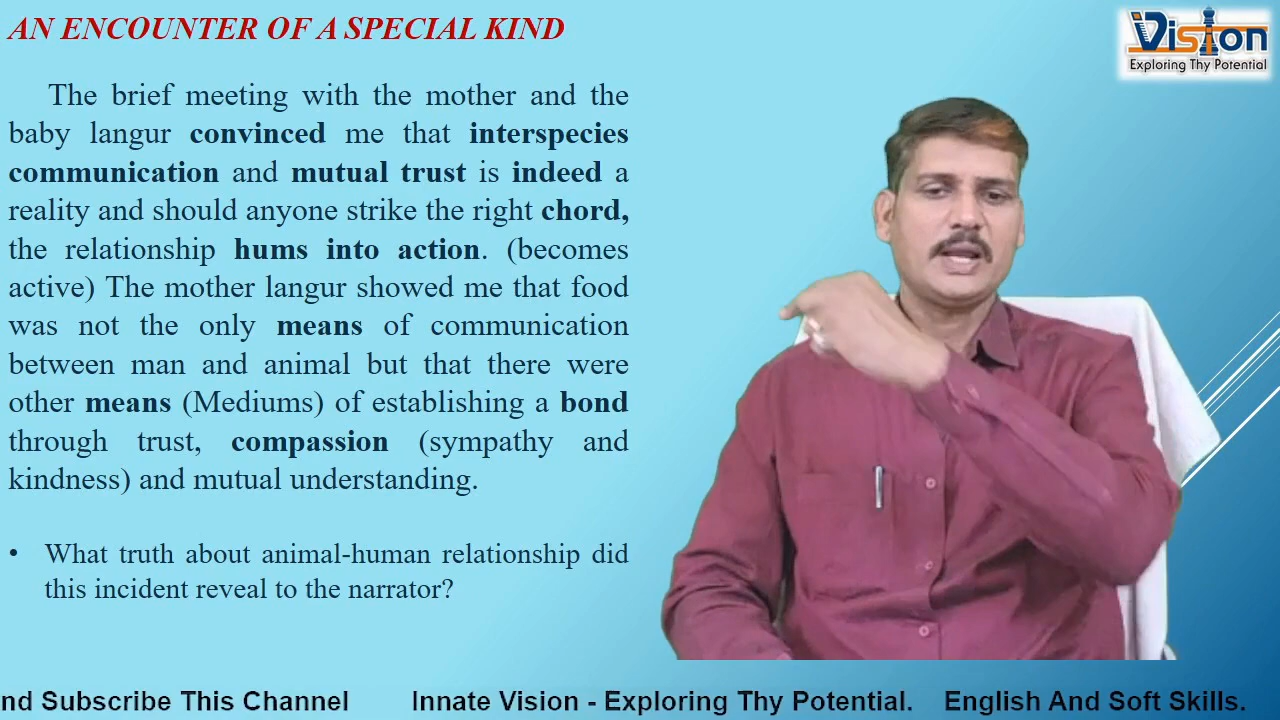 AN ENCOUNTER OF A SPECIAL KIND
Vision
Exploring Thy Potential
The brief meeting with the mother and the
baby langur convinced me that interspecies
communication and mutual trust is indeed a
reality and should anyone strike the right chord,
the relationship hums into action. (becomes
active) The mother langur showed me that food
was not the only means of communication
between man and animal but that there were
other means (Mediums) of establishing a bond
through trust, compassion (sympathy and
kindness) and mutual understanding.
• What truth about animal-human relationship did
this incident reveal to the narrator?
nd Subscribe This Channel Innate Vision - Exploring Thy Potential. English And Soft Skills.